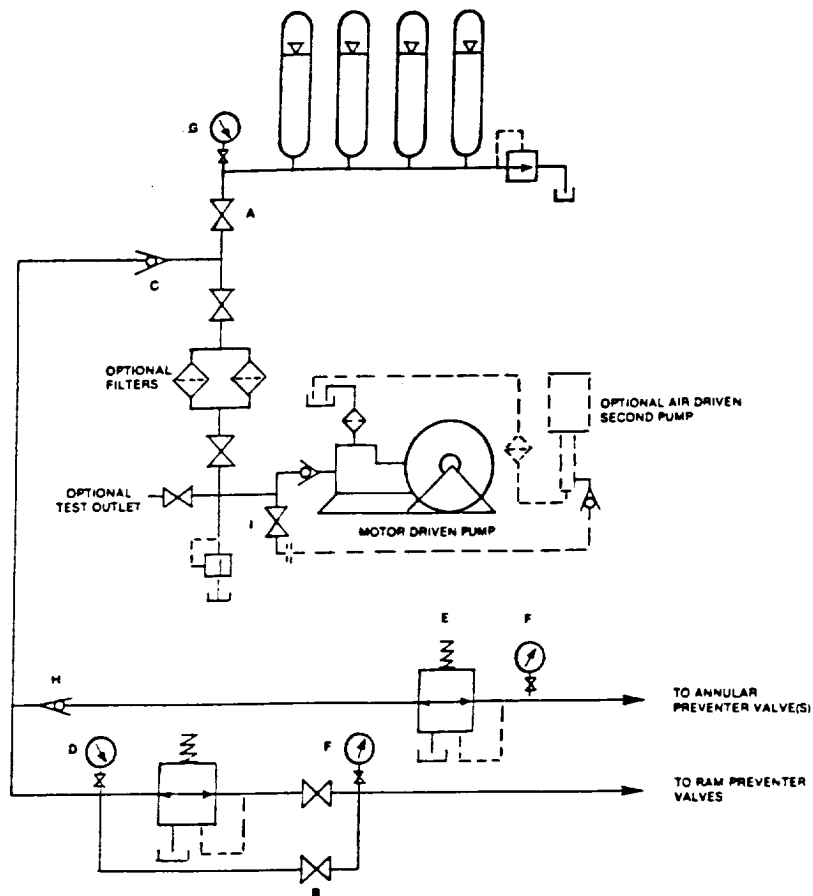 G
A
C
OPTIONAL
FILTERS
OPTIONAL AIR DRIVEN
SECOND PUMP
OPTIONAL
TEST OUTLET
I
MOTOR DRIVEN PUMP
E
F
H
TO ANNULAR
PREVENTER VALVE(S)
D
F
TO RAM PREVENTER
VALVES